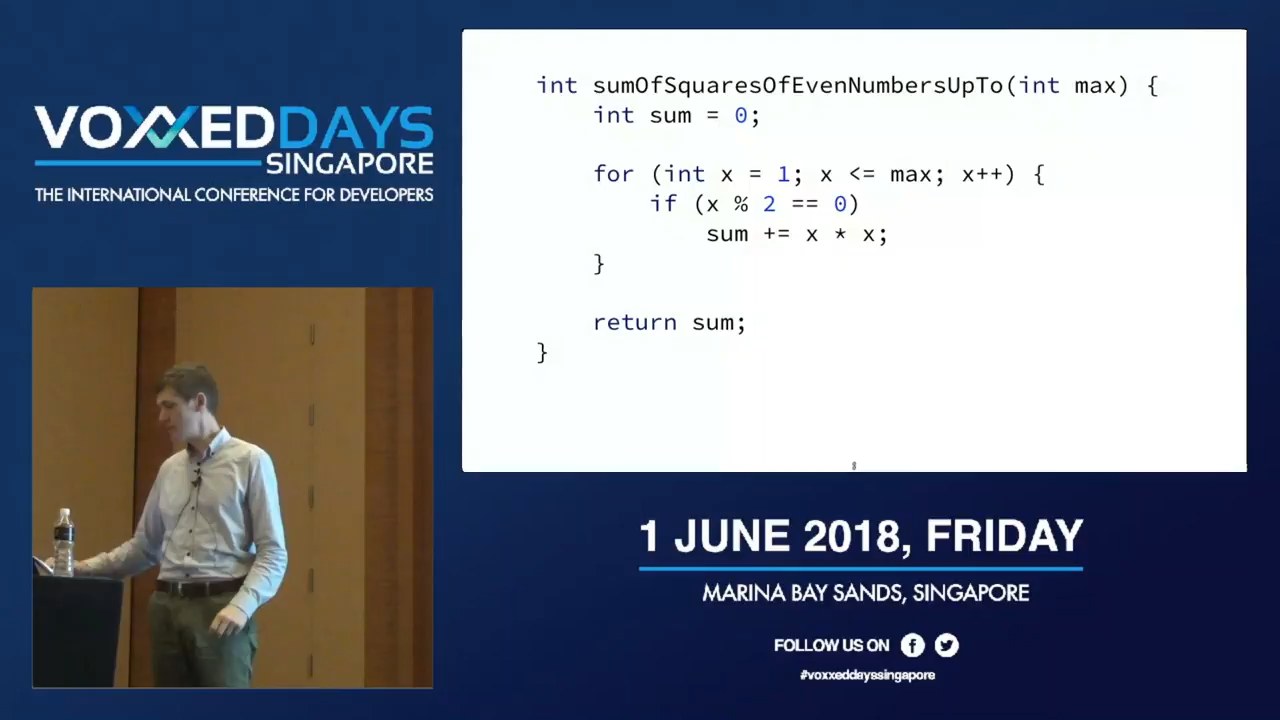 VOXXEDDAYS
SINGAPORE
THE INTERNATIONAL CONFERENCE FOR DEVELOPERS
int sumOfSquaresOfEvenNumbersUpTo(int max) {
    int sum = 0;
    for (int x = 1; x <= max; x++) {
        if (x % 2 == 0)
            sum += x * x;
    }
    return sum;
}
8
1 JUNE 2018, FRIDAY
MARINA BAY SANDS, SINGAPORE
FOLLOW US ON
#voxxeddayssingapore